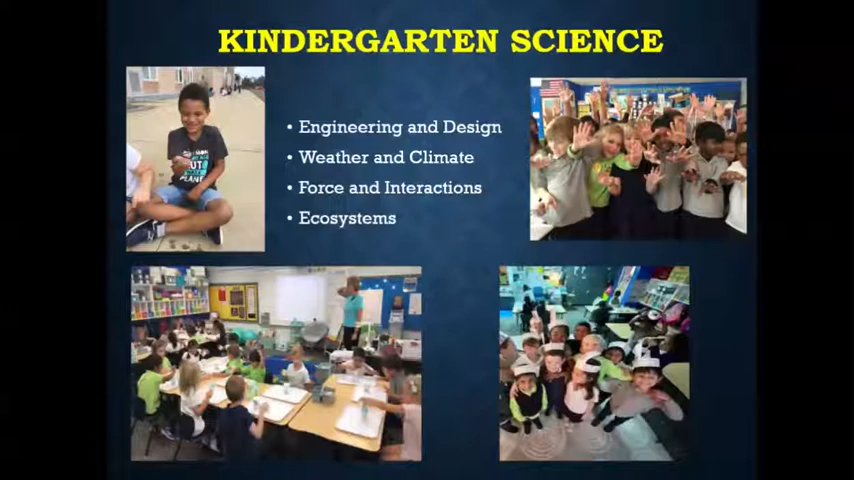 KINDERGARTEN SCIENCE
• Engineering and Design
• Weather and Climate
• Force and Interactions
• Ecosystems